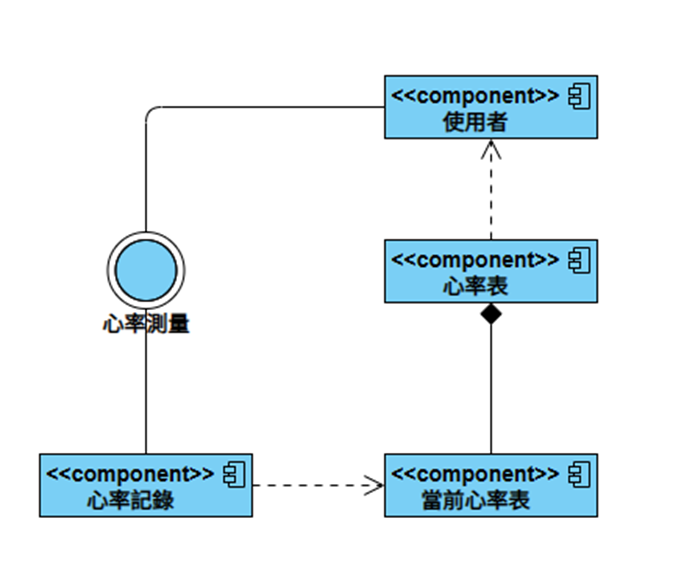 <<component>>
使用者
<<component>>
心率表
心率測量
<<component>>
心率記錄
<<component>>
當前心率表